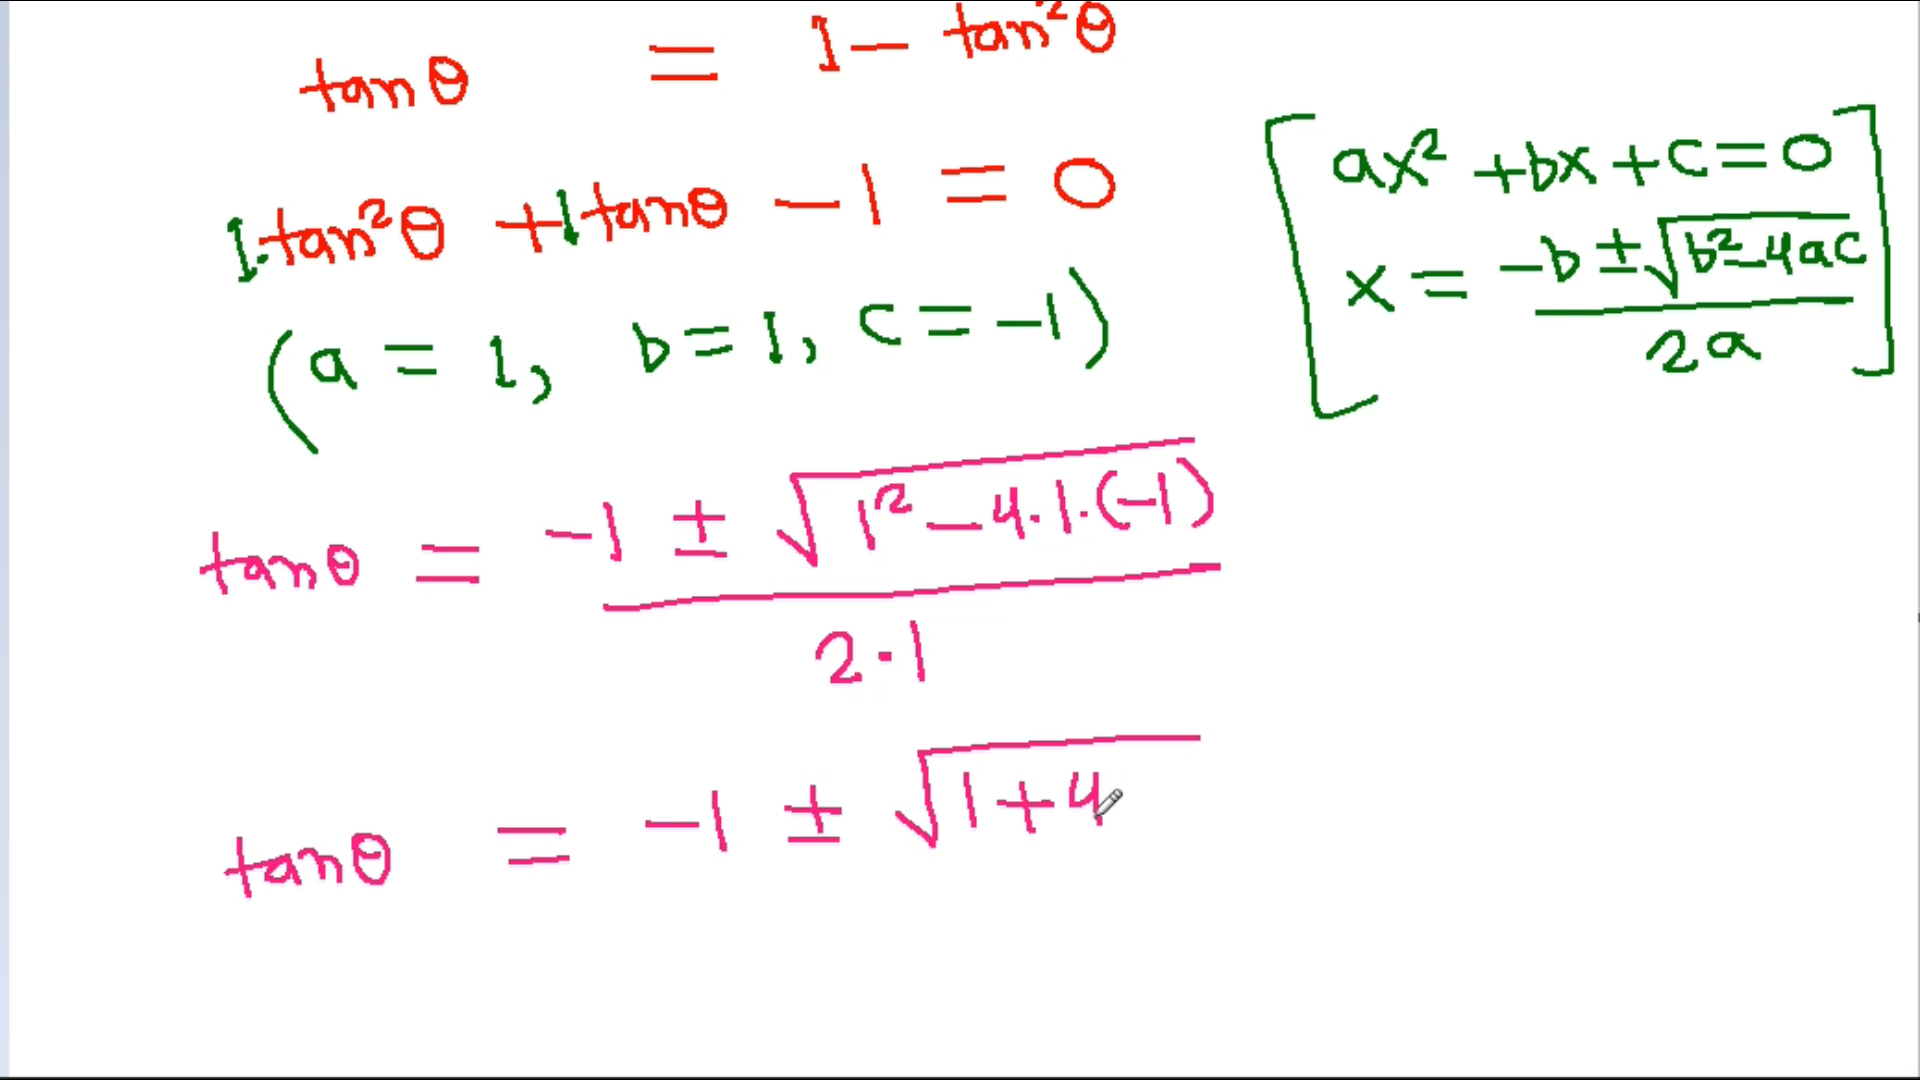 tanθ = 1 − tan²θ
1·tan²θ + 1 tanθ − 1 = 0
(a = 1, b = 1, c = −1)
[ax² + bx + c = 0
x = (−b ± √(b² − 4ac)) / 2a]
tanθ = (−1 ± √(1² − 4·1·(−1))) / 2·1
tanθ = −1 ± √(1 + 4